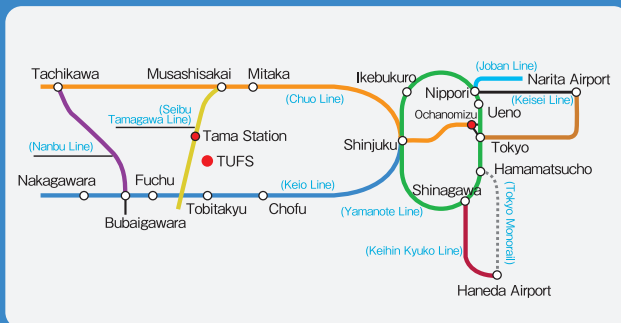 (Joban Line)
Ikebukuro
Tachikawa
Musashisakai
Mitaka
Nippori
Narita Airport
(Chuo Line)
(Keisei Line)
(Seibu
Tamagawa Line)
Ueno
Ochanomizu
Tama Station
Shinjuku
Tokyo
(Nanbu Line)
TUFS
Hamamatsucho
Nakagawara
Fuchu
(Keio Line)
Shinagawa
Bubaigawara
Tobitakyu
Chofu
(Yamanote Line)
(Tokyo Monorail)
(Keihin Kyuko Line)
Haneda Airport